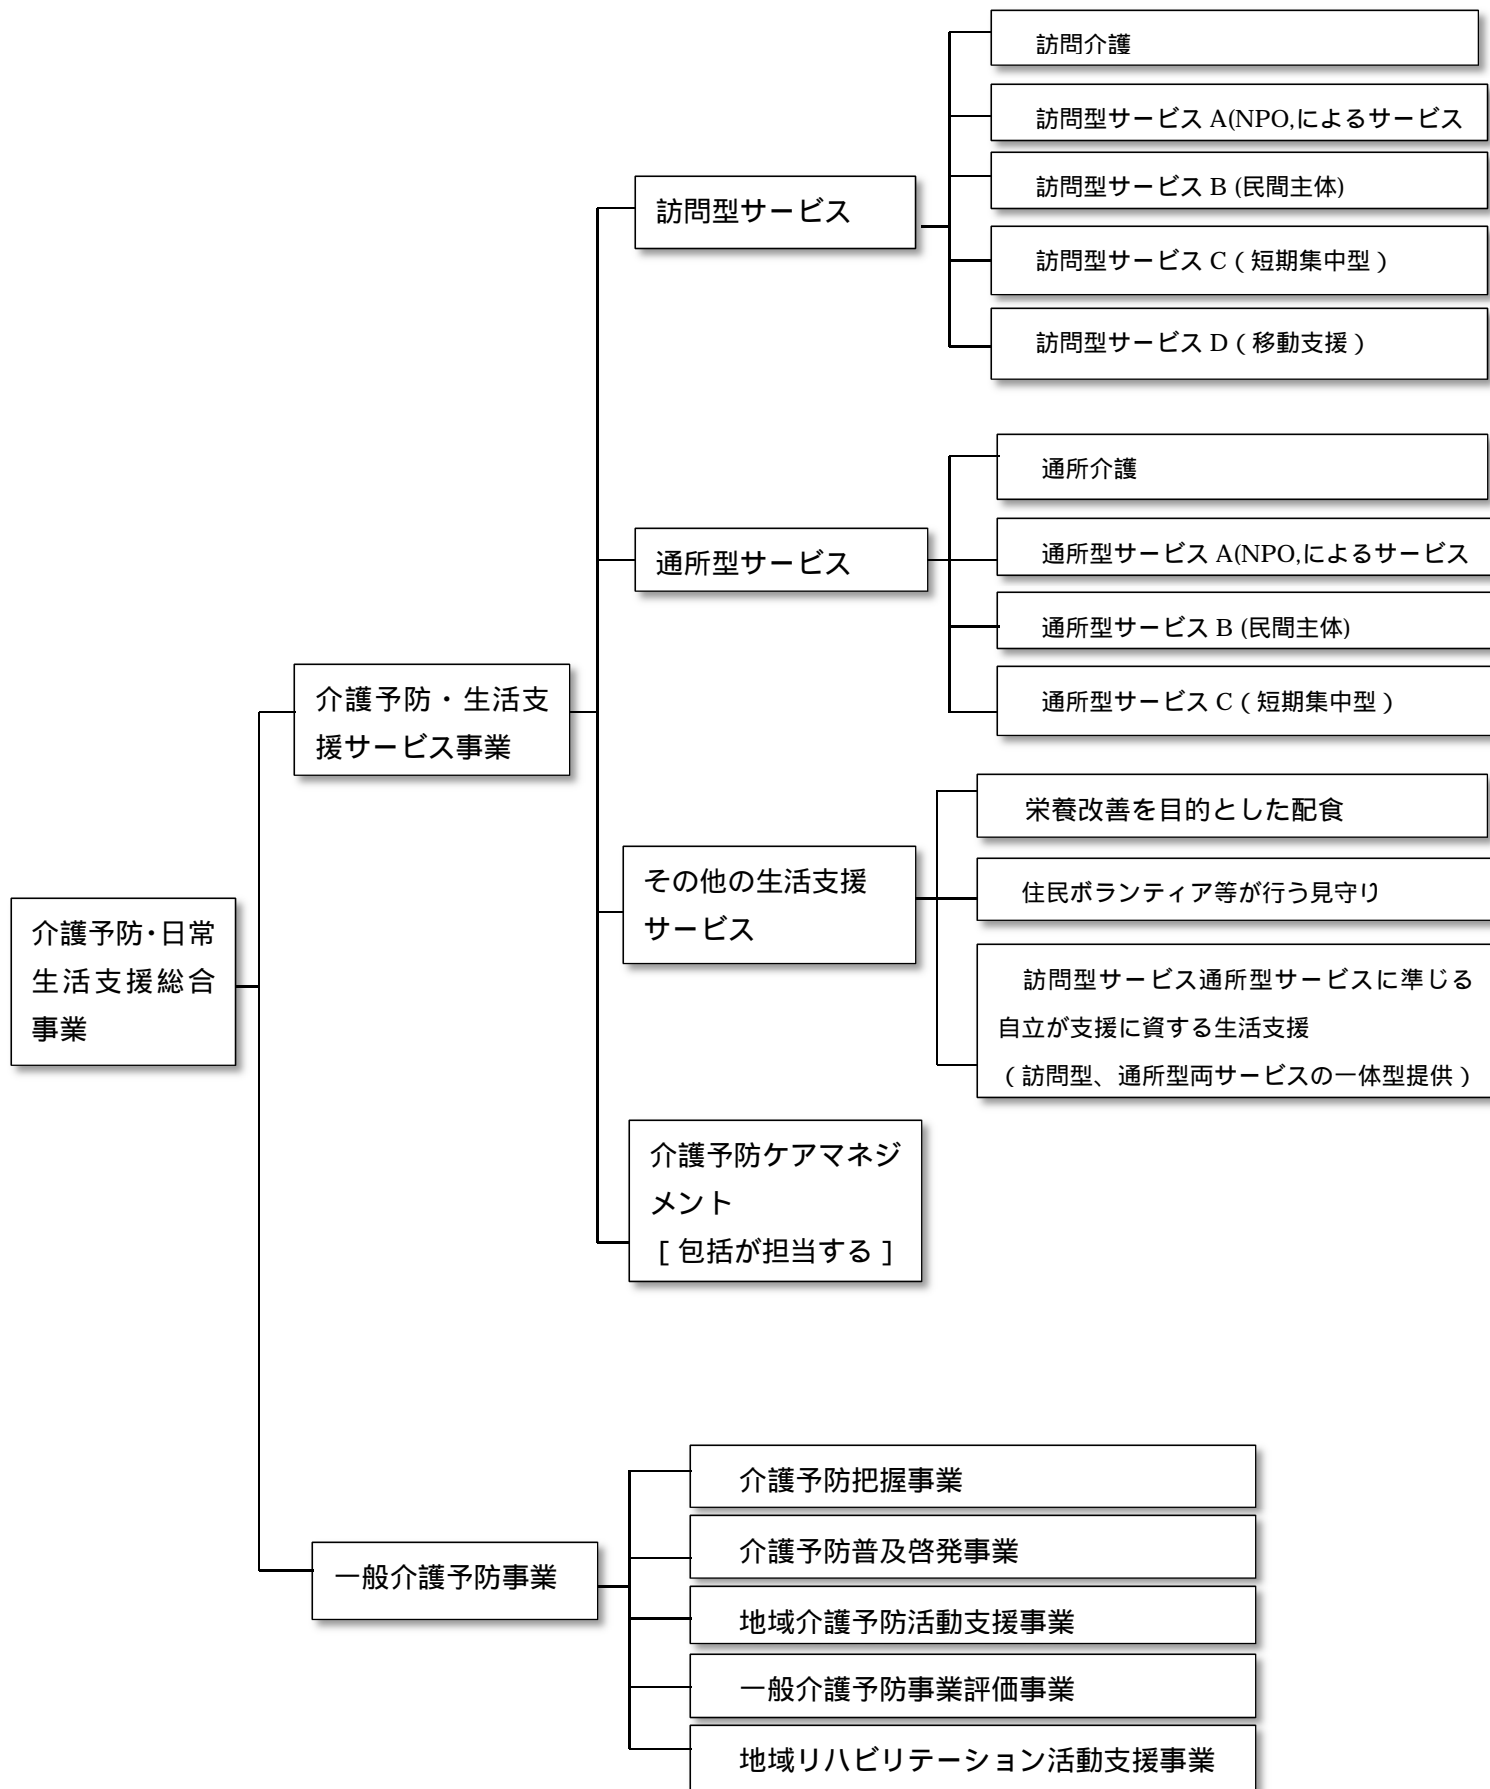 訪問介護
訪問型サービス A(NPO,によるサービス
訪問型サービス B (民間主体)
訪問型サービス
訪問型サービス C（短期集中型）
訪問型サービス D（移動支援）
通所介護
通所型サービス
通所型サービス A(NPO,によるサービス
通所型サービス B (民間主体)
通所型サービス C（短期集中型）
介護予防・生活支
援サービス事業
栄養改善を目的とした配食
その他の生活支援
サービス
住民ボランティア等が行う見守り
介護予防・日常
生活支援総合
事業
訪問型サービス通所型サービスに準じる
自立が支援に資する生活支援
（訪問型、通所型両サービスの一体型提供）
介護予防ケアマネジ
メント
［包括が担当する］
介護予防把握事業
介護予防普及啓発事業
一般介護予防事業
地域介護予防活動支援事業
一般介護予防事業評価事業
地域リハビリテーション活動支援事業